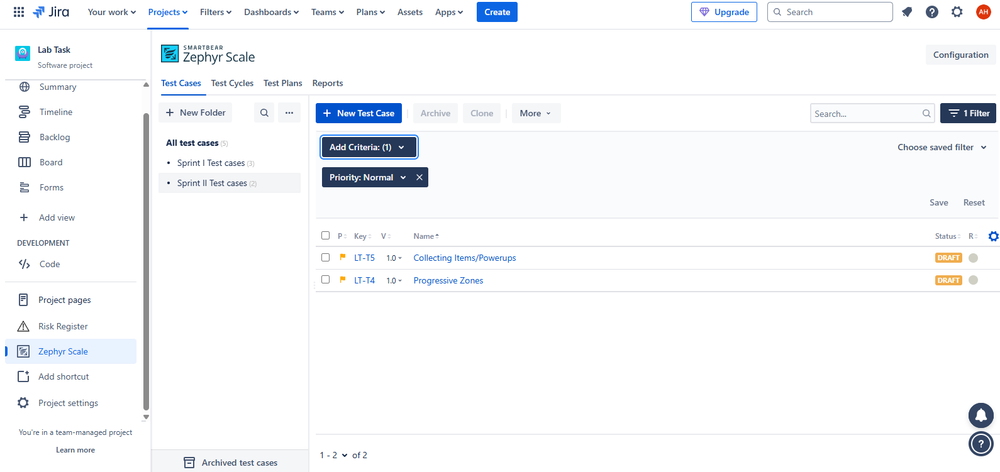 Jira
Your work
Projects
Filters
Dashboards
Teams
Plans
Assets
Apps
Create
Upgrade
Search
AH
Lab Task
Software project
Summary
Timeline
Backlog
Board
Forms
Add view
DEVELOPMENT
Code
Project pages
Risk Register
Zephyr Scale
Add shortcut
Project settings
You're in a team-managed project
Learn more
SMARTBEAR
Zephyr Scale
Configuration
Test Cases Test Cycles Test Plans Reports
+ New Folder
...
All test cases (5)
• Sprint I Test cases (3)
• Sprint II Test cases (2)
Archived test cases
+ New Test Case
Archive
Clone
More
Search...
1 Filter
Add Criteria: (1)
Choose saved filter
Priority: Normal
Save Reset
P Key V Name Status R
LT-T5 1.0 Collecting Items/Powerups DRAFT
LT-T4 1.0 Progressive Zones DRAFT
1 - 2 of 2
?